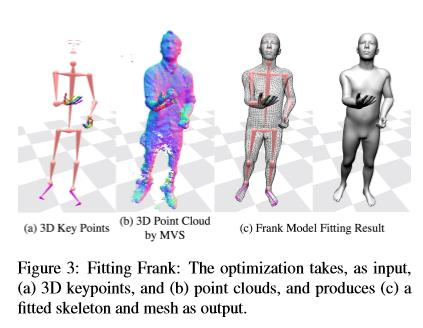 (a) 3D Key Points
(b) 3D Point Cloud
by MVS
(c) Frank Model Fitting Result
Figure 3: Fitting Frank: The optimization takes, as input,
(a) 3D keypoints, and (b) point clouds, and produces (c) a
fitted skeleton and mesh as output.